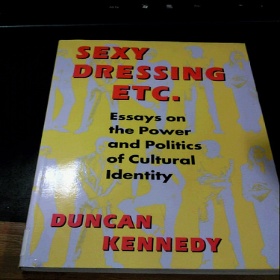 SEXY
DRESSING
ETC.
Essays on
the Power
and Politics
of Cultural
Identity
DUNCAN
KENNEDY